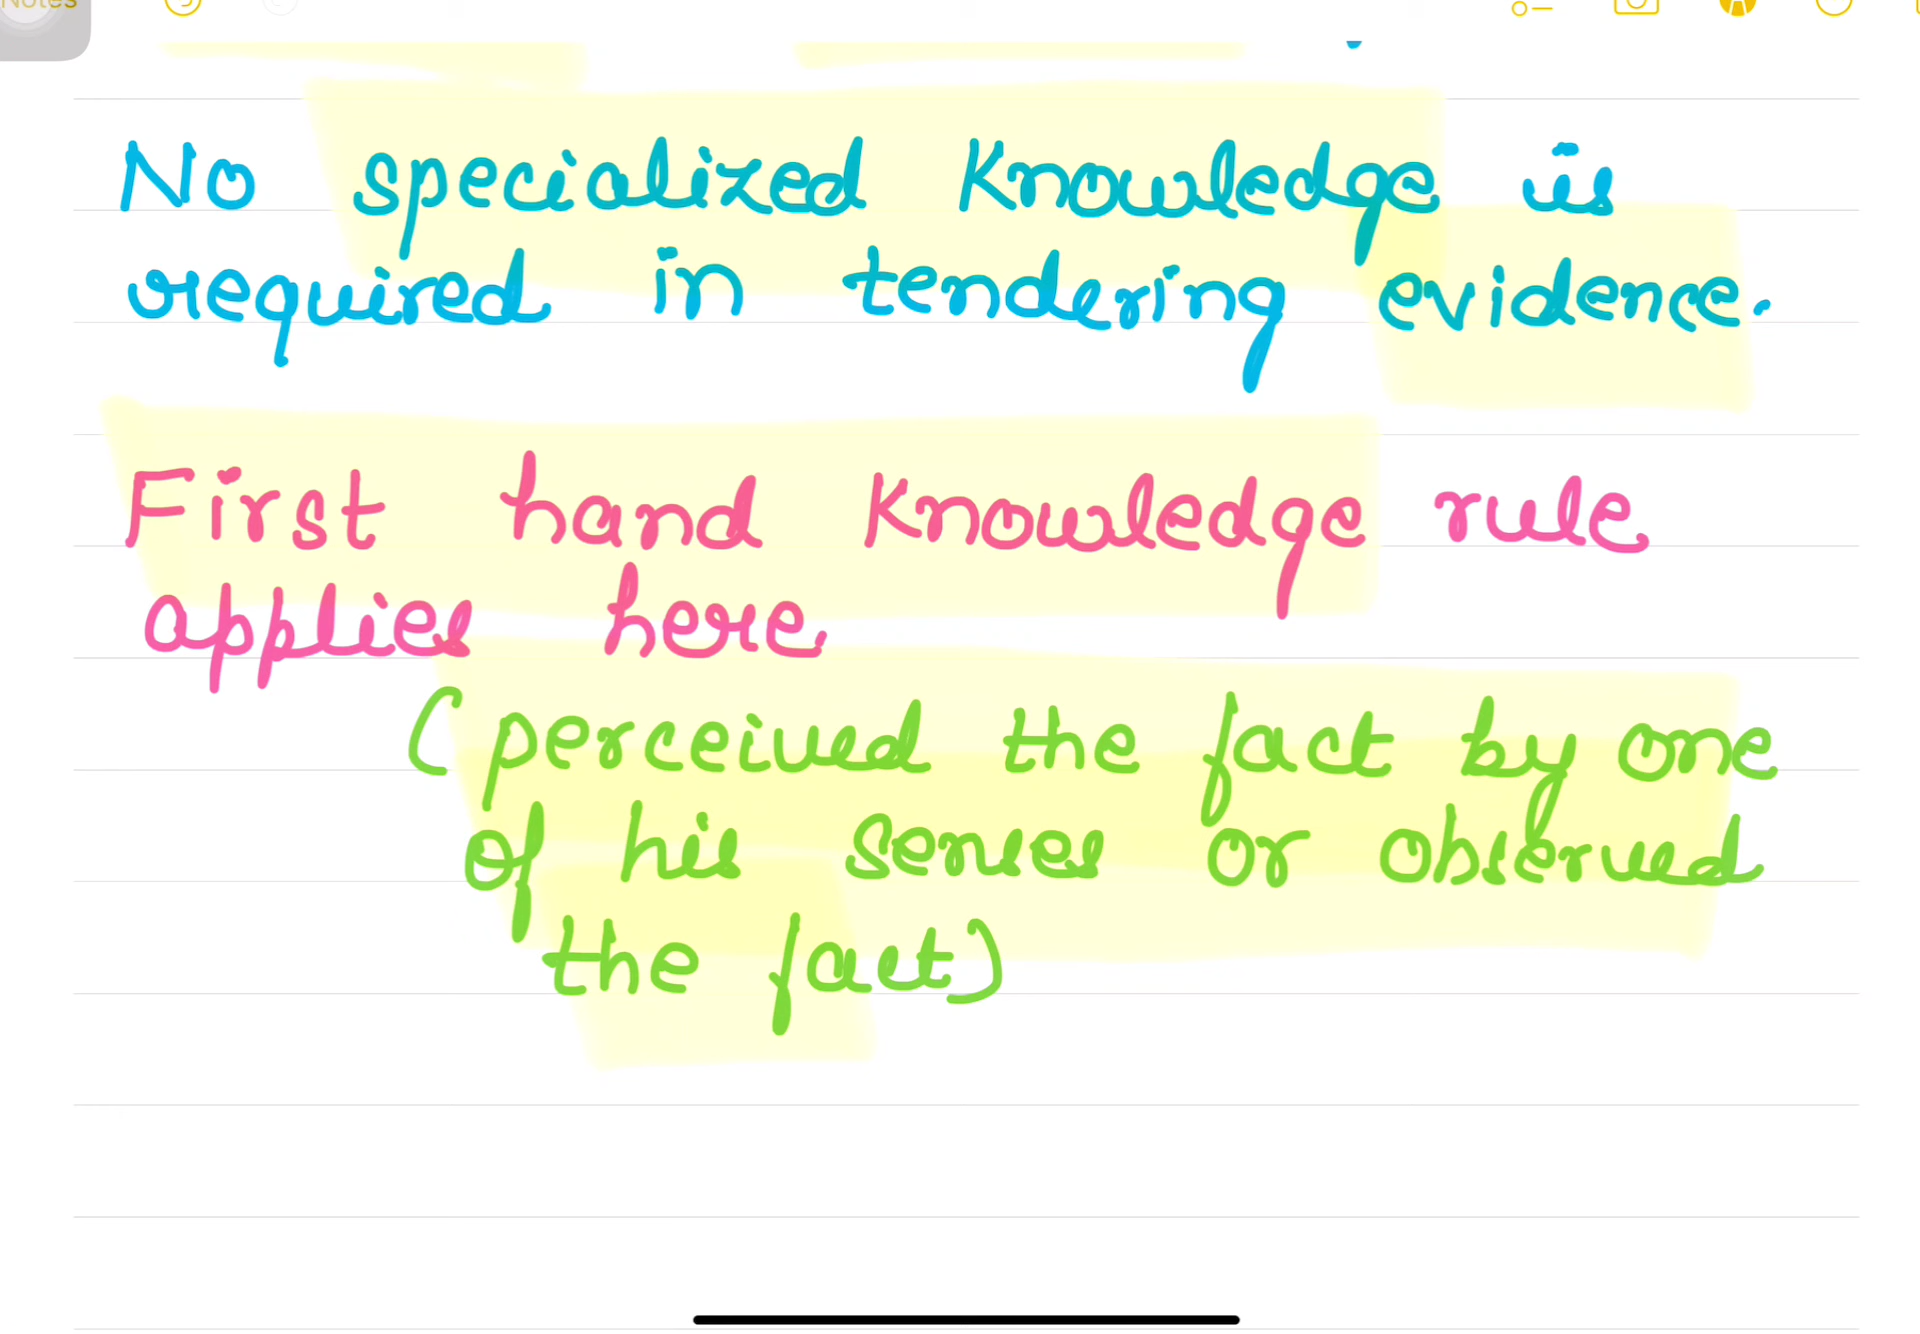 Notes
No specialized Knowledge is
required in tendering evidence.
First hand Knowledge rule
applies here.
(perceived the fact by one
of his senses or observed
the fact)